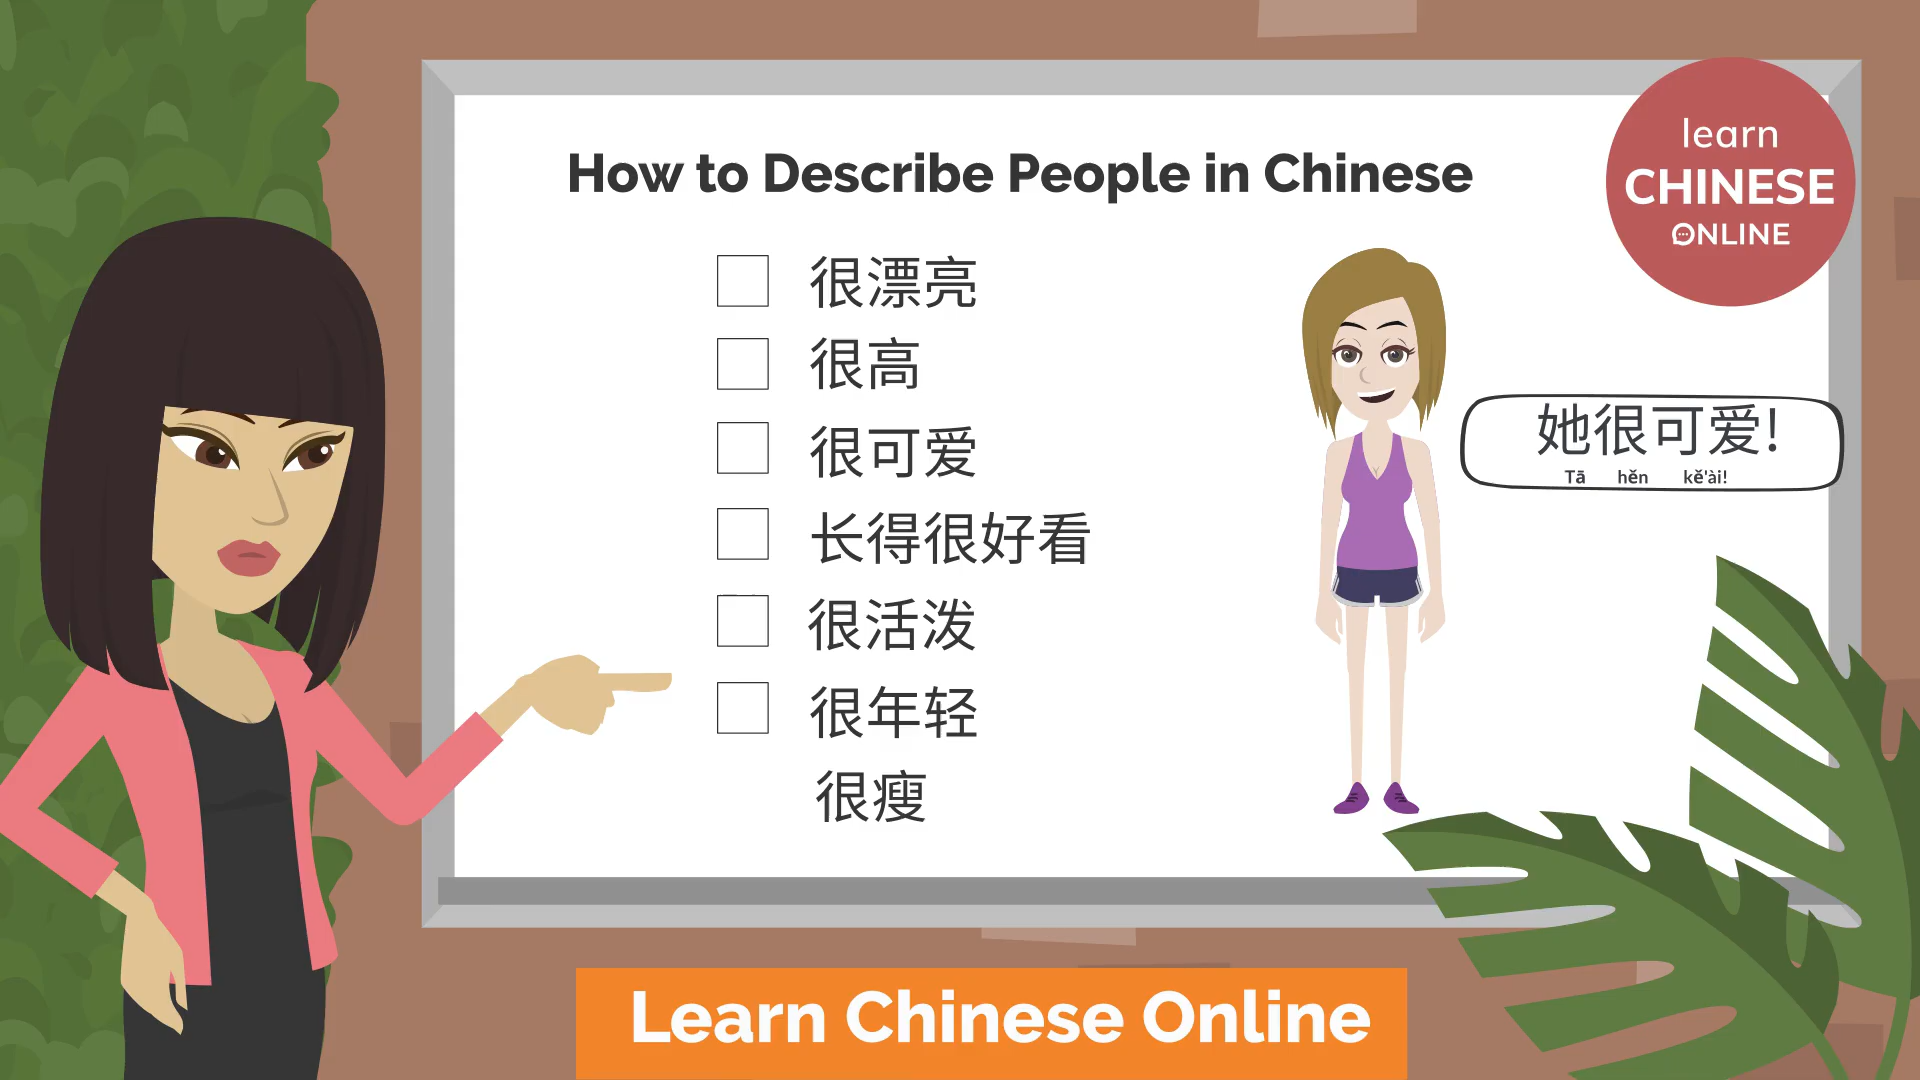 How to Describe People in Chinese
learn
CHINESE
ONLINE
很漂亮
很高
很可爱
长得很好看
很活泼
很年轻
很瘦
她很可爱!
Tā hěn kě'ài!
Learn Chinese Online